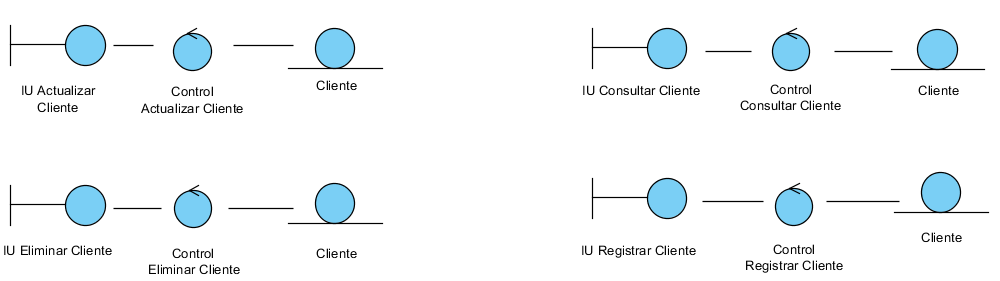 IU Actualizar
Cliente
Control
Actualizar Cliente
Cliente
IU Consultar Cliente
Control
Consultar Cliente
Cliente
IU Eliminar Cliente
Control
Eliminar Cliente
Cliente
IU Registrar Cliente
Control
Registrar Cliente
Cliente